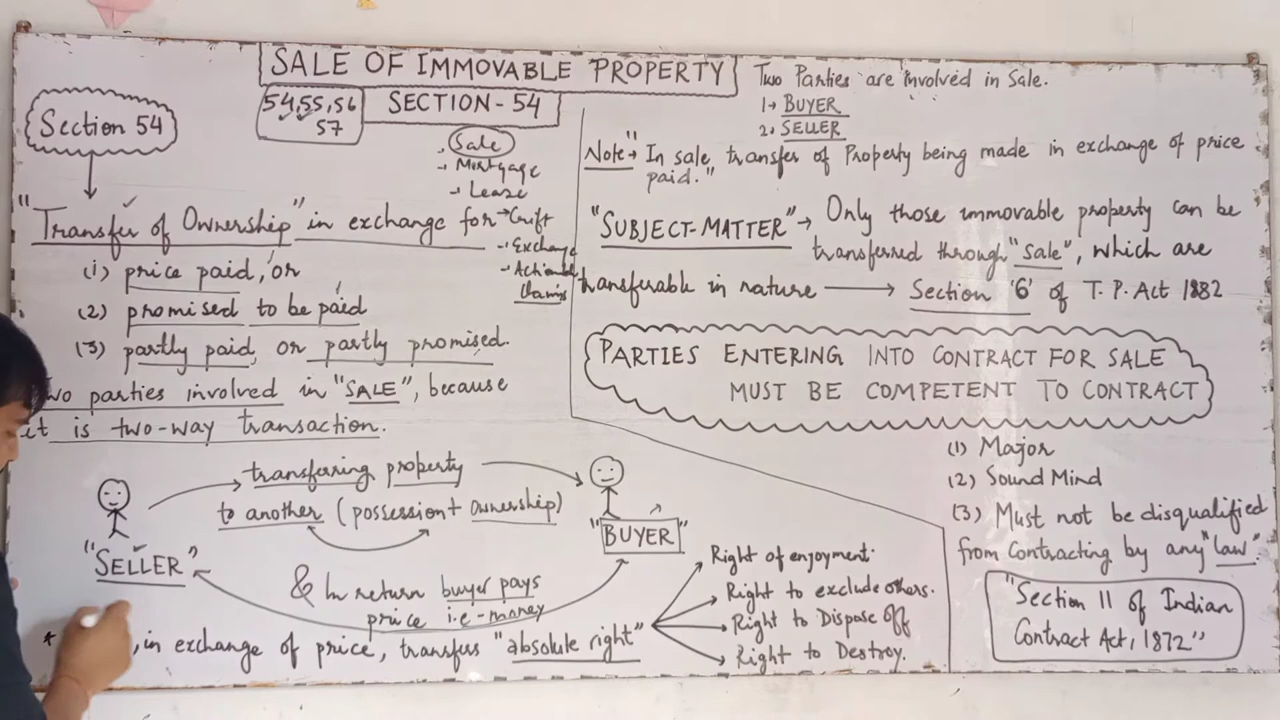 SALE OF IMMOVABLE PROPERTY
54, 55, 56
57
SECTION-54
Section 54
Sale
Mortgage
Lease
Gift
Exchange
Actionable
Claims
"Transfer of Ownership" in exchange for
(1) price paid, or
(2) promised to be paid
(3) partly paid, or partly promised.
wo parties involved in "SALE", because
it is two-way transaction.
transferring property
to another (possession + Ownership)
"SELLER"
"BUYER"
& In return buyer pays
price i.e-money
* , in exchange of price, transfers "absolute right"
Right of enjoyment.
Right to exclude others.
Right to Dispose off
Right to Destroy.
Two Parties are involved in Sale.
1→ BUYER
2. SELLER
Note→ "In sale, transfer of Property being made in exchange of price
paid."
"SUBJECT-MATTER" → Only those immovable property can be
transferred through "Sale", which are
transferable in nature → Section '6' of T.P. Act 1882
PARTIES ENTERING INTO CONTRACT FOR SALE
MUST BE COMPETENT TO CONTRACT
(1) Major
(2) Sound Mind
(3) Must not be disqualified
from Contracting by any "law".
"Section 11 of Indian
Contract Act, 1872"